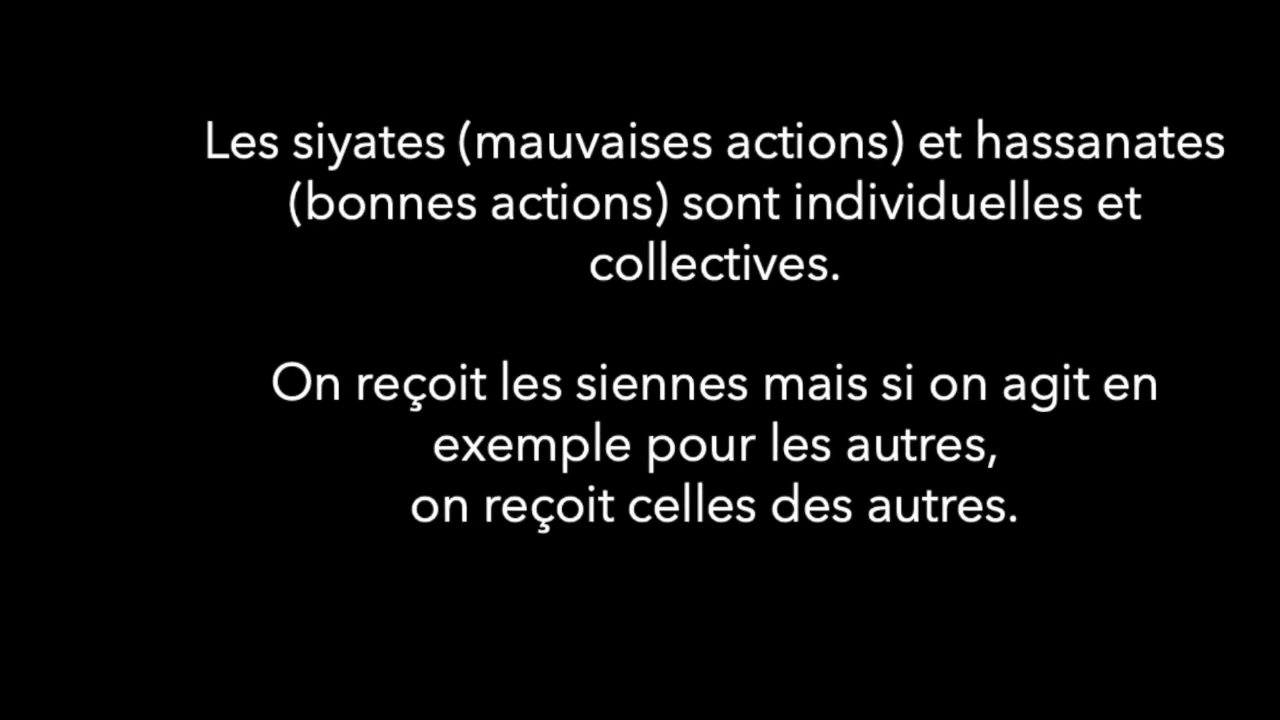 Les siyates (mauvaises actions) et hassanates
(bonnes actions) sont individuelles et
collectives.
On reçoit les siennes mais si on agit en
exemple pour les autres,
on reçoit celles des autres.